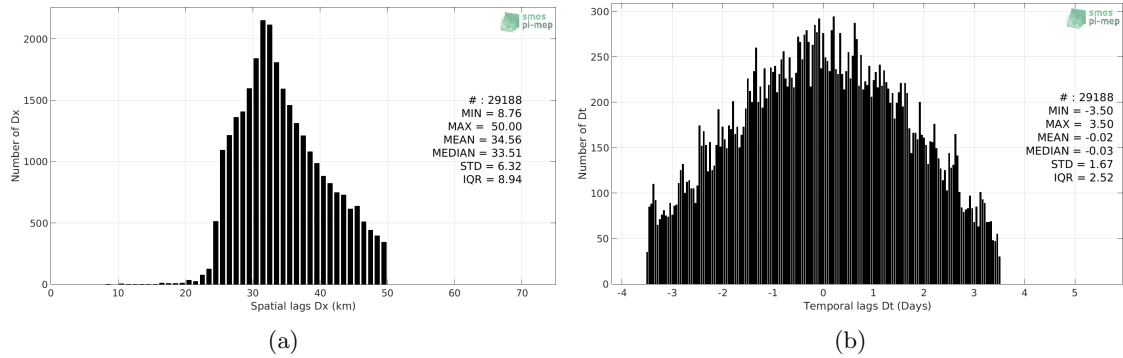 smos
pi-mep
2000
1500
1000
500
0
Number of Dx
# : 29188
MIN = 8.76
MAX = 50.00
MEAN = 34.56
MEDIAN = 33.51
STD = 6.32
IQR = 8.94
0 10 20 30 40 50 60 70
Spatial lags Dx (km)
(a)
smos
pi-mep
300
250
200
150
100
50
0
Number of Dt
# : 29188
MIN = -3.50
MAX = 3.50
MEAN = -0.02
MEDIAN = -0.03
STD = 1.67
IQR = 2.52
-4 -3 -2 -1 0 1 2 3 4 5
Temporal lags Dt (Days)
(b)